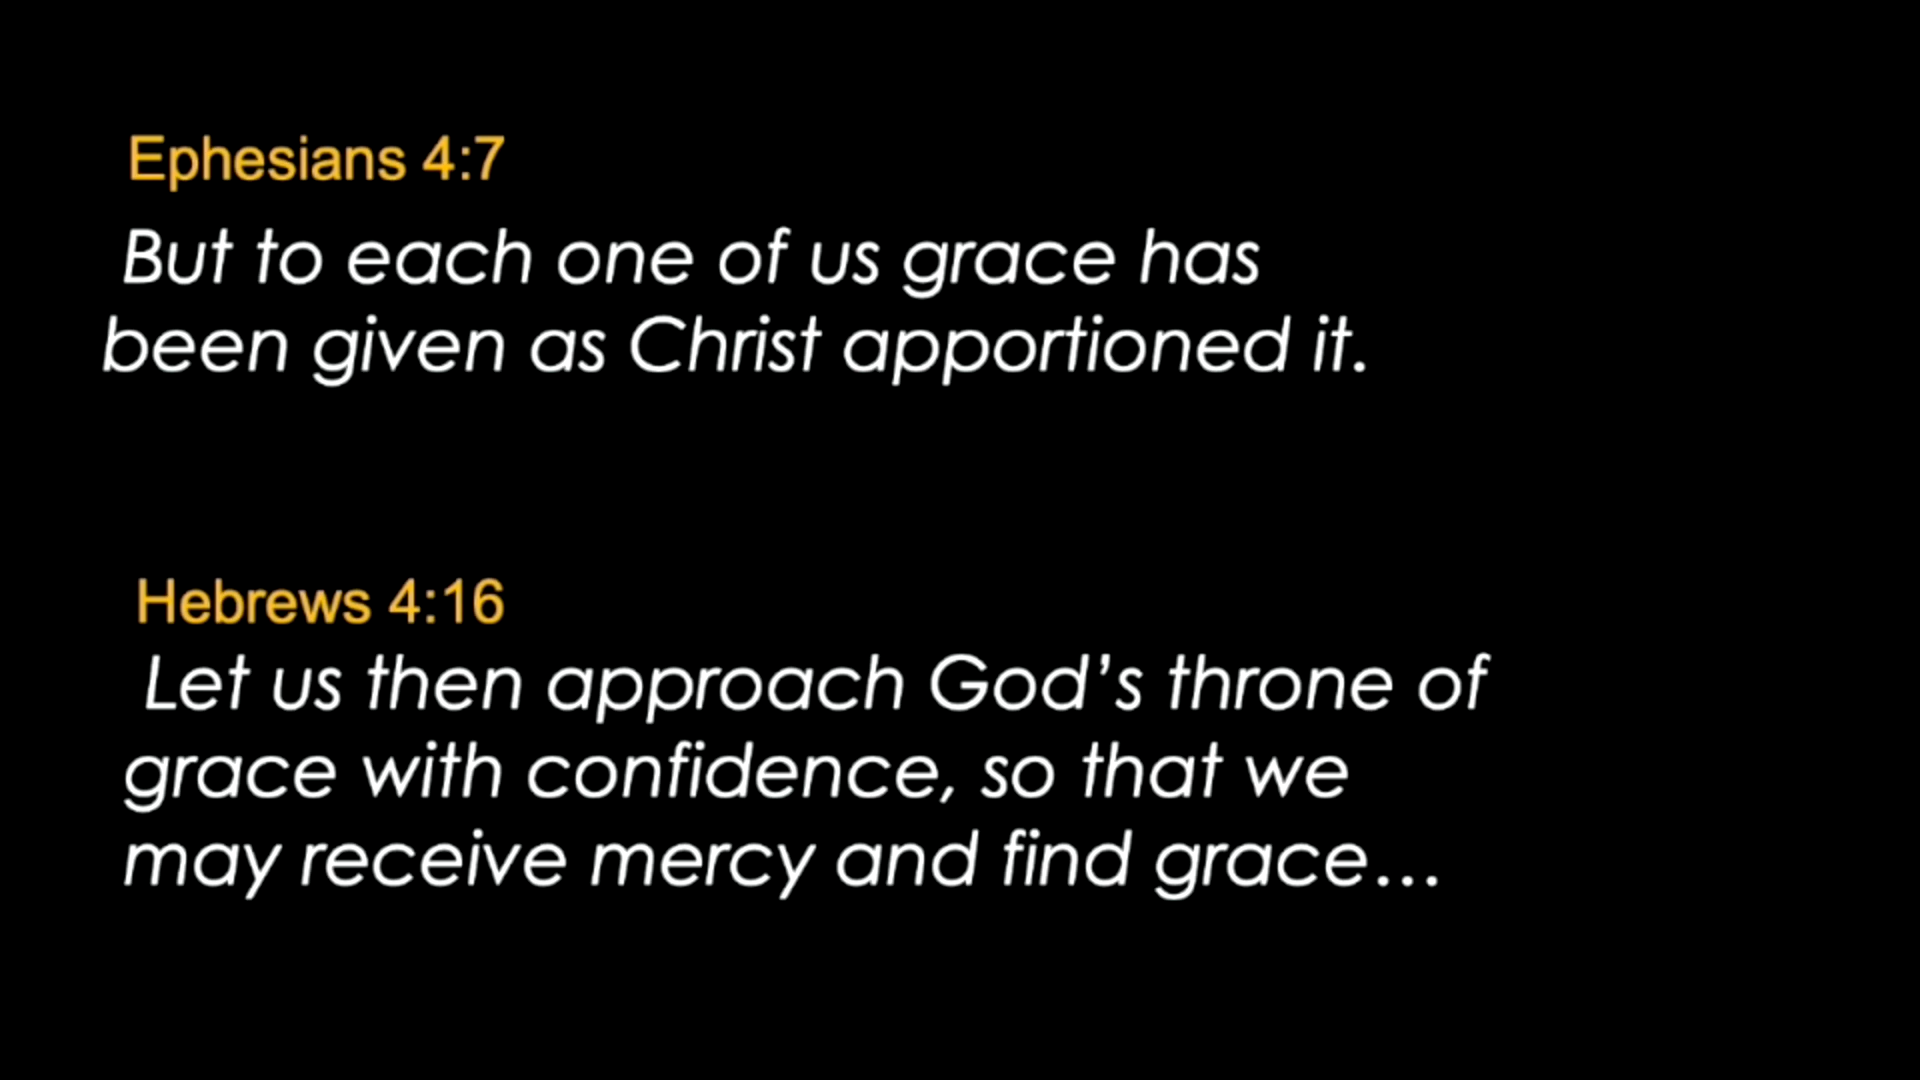 Ephesians 4:7
But to each one of us grace has
been given as Christ apportioned it.
Hebrews 4:16
Let us then approach God’s throne of
grace with confidence, so that we
may receive mercy and find grace…